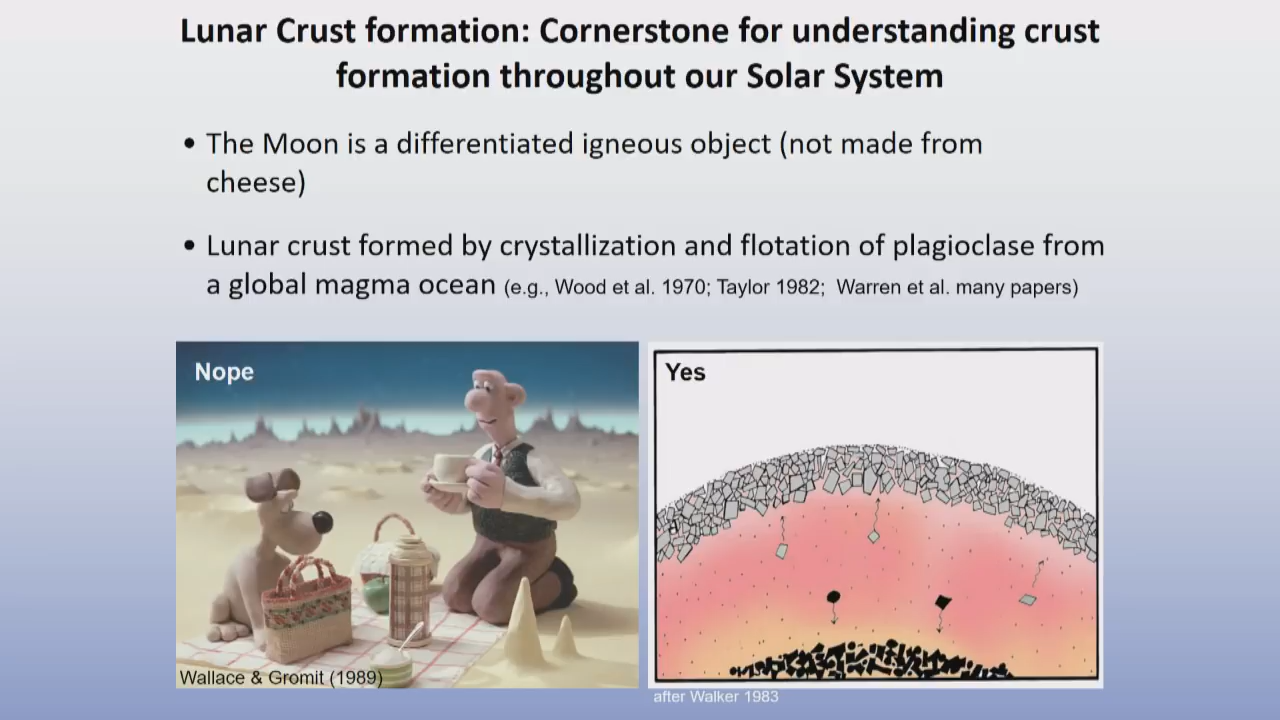 Lunar Crust formation: Cornerstone for understanding crust
formation throughout our Solar System
• The Moon is a differentiated igneous object (not made from
cheese)
• Lunar crust formed by crystallization and flotation of plagioclase from
a global magma ocean (e.g., Wood et al. 1970; Taylor 1982; Warren et al. many papers)
Nope
Yes
Wallace & Gromit (1989)
after Walker 1983